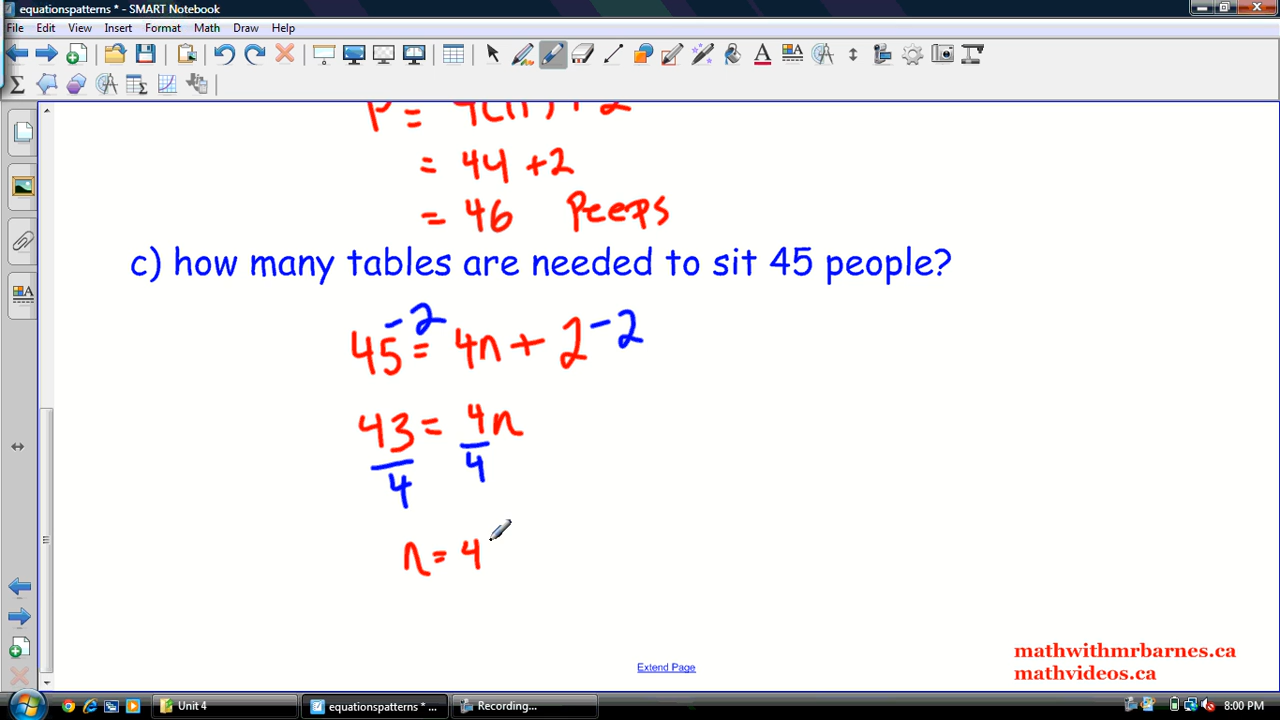 equationspatterns * - SMART Notebook
File Edit View Insert Format Math Draw Help
= 44 + 2
= 46 Peeps
c) how many tables are needed to sit 45 people?
45 - 2 = 4n + 2 - 2
43 = 4n
4 4
n = 4
Extend Page
mathwithmrbarnes.ca
mathvideos.ca
Unit 4
equationspatterns * ...
Recording...
8:00 PM